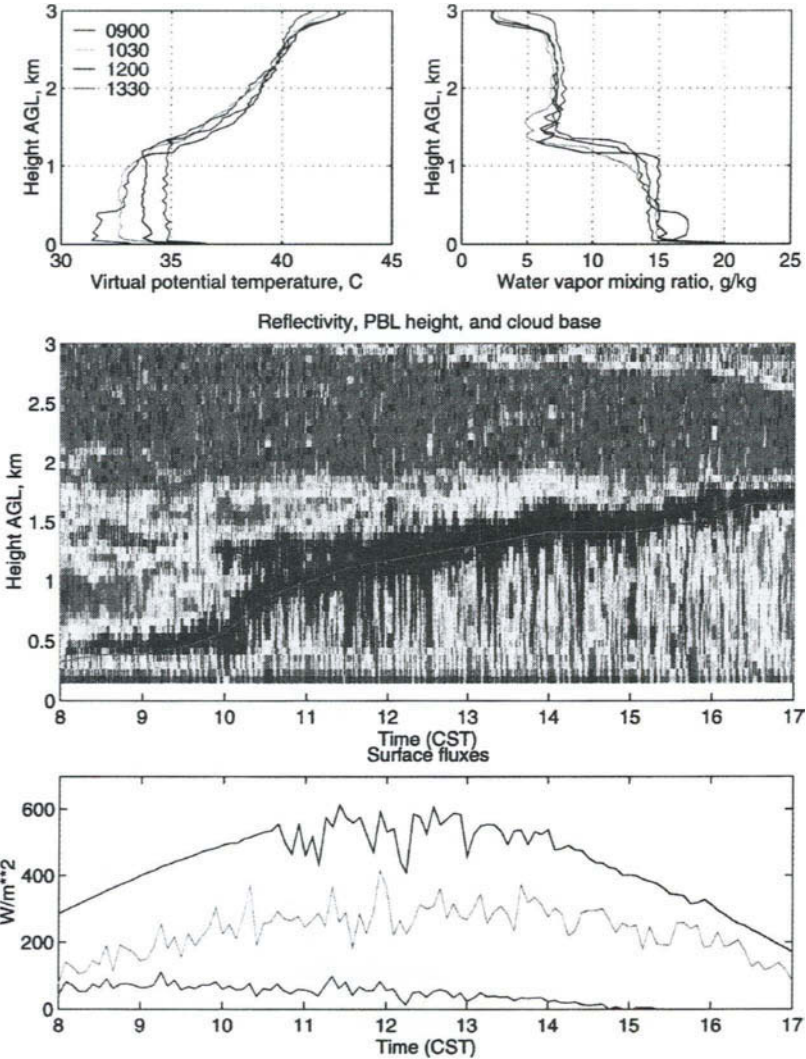 3
2
1
0
Height AGL, km
0900
1030
1200
1330
30 35 40 45
Virtual potential temperature, C
3
2
1
0
Height AGL, km
0 5 10 15 20 25
Water vapor mixing ratio, g/kg
Reflectivity, PBL height, and cloud base
3
2.5
2
1.5
1
0.5
0
Height AGL, km
8 9 10 11 12 13 14 15 16 17
Time (CST)
Surface fluxes
600
400
200
0
W/m**2
8 9 10 11 12 13 14 15 16 17
Time (CST)